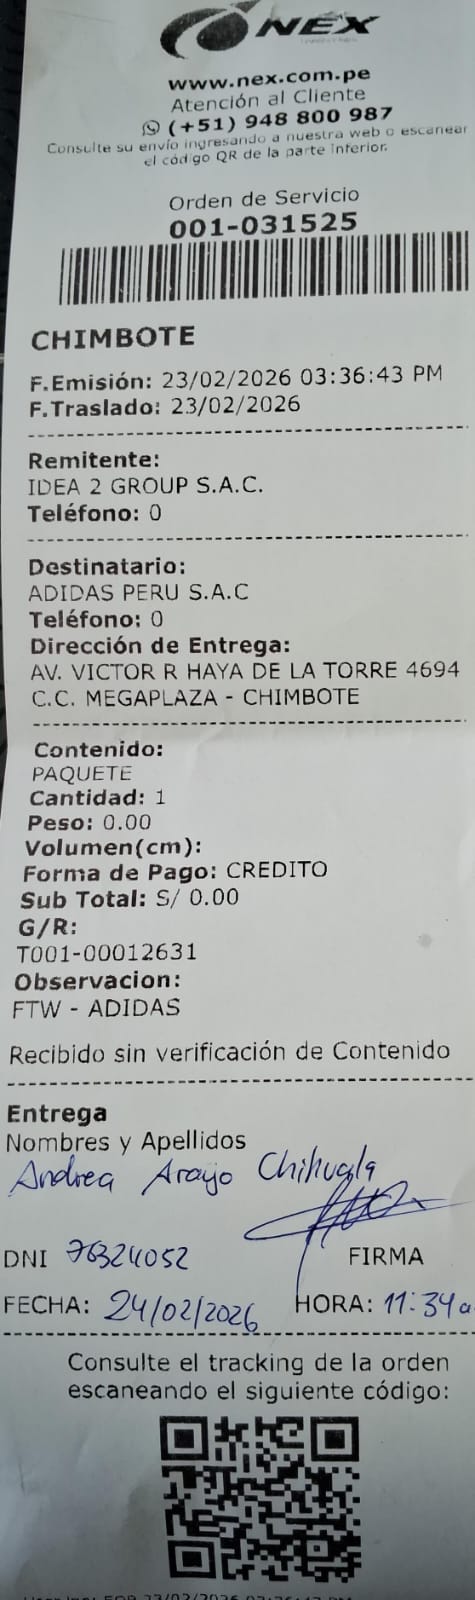 NEX
www.nex.com.pe
Atención al Cliente
(+51) 948 800 987
Consulte su envío ingresando a nuestra web o escanear
el código QR de la parte inferior.
Orden de Servicio
001-031525
CHIMBOTE
F.Emisión: 23/02/2026 03:36:43 PM
F.Traslado: 23/02/2026
Remitente:
IDEA 2 GROUP S.A.C.
Teléfono: 0
Destinatario:
ADIDAS PERU S.A.C
Teléfono: 0
Dirección de Entrega:
AV. VICTOR R HAYA DE LA TORRE 4694
C.C. MEGAPLAZA - CHIMBOTE
Contenido:
PAQUETE
Cantidad: 1
Peso: 0.00
Volumen(cm):
Forma de Pago: CREDITO
Sub Total: S/ 0.00
G/R:
T001-00012631
Observacion:
FTW - ADIDAS
Recibido sin verificación de Contenido
Entrega
Nombres y Apellidos
Andrea Araujo Chihuala
DNI 76324052
FIRMA
FECHA: 24/02/2026 HORA: 11:34a
Consulte el tracking de la orden
escaneando el siguiente código: